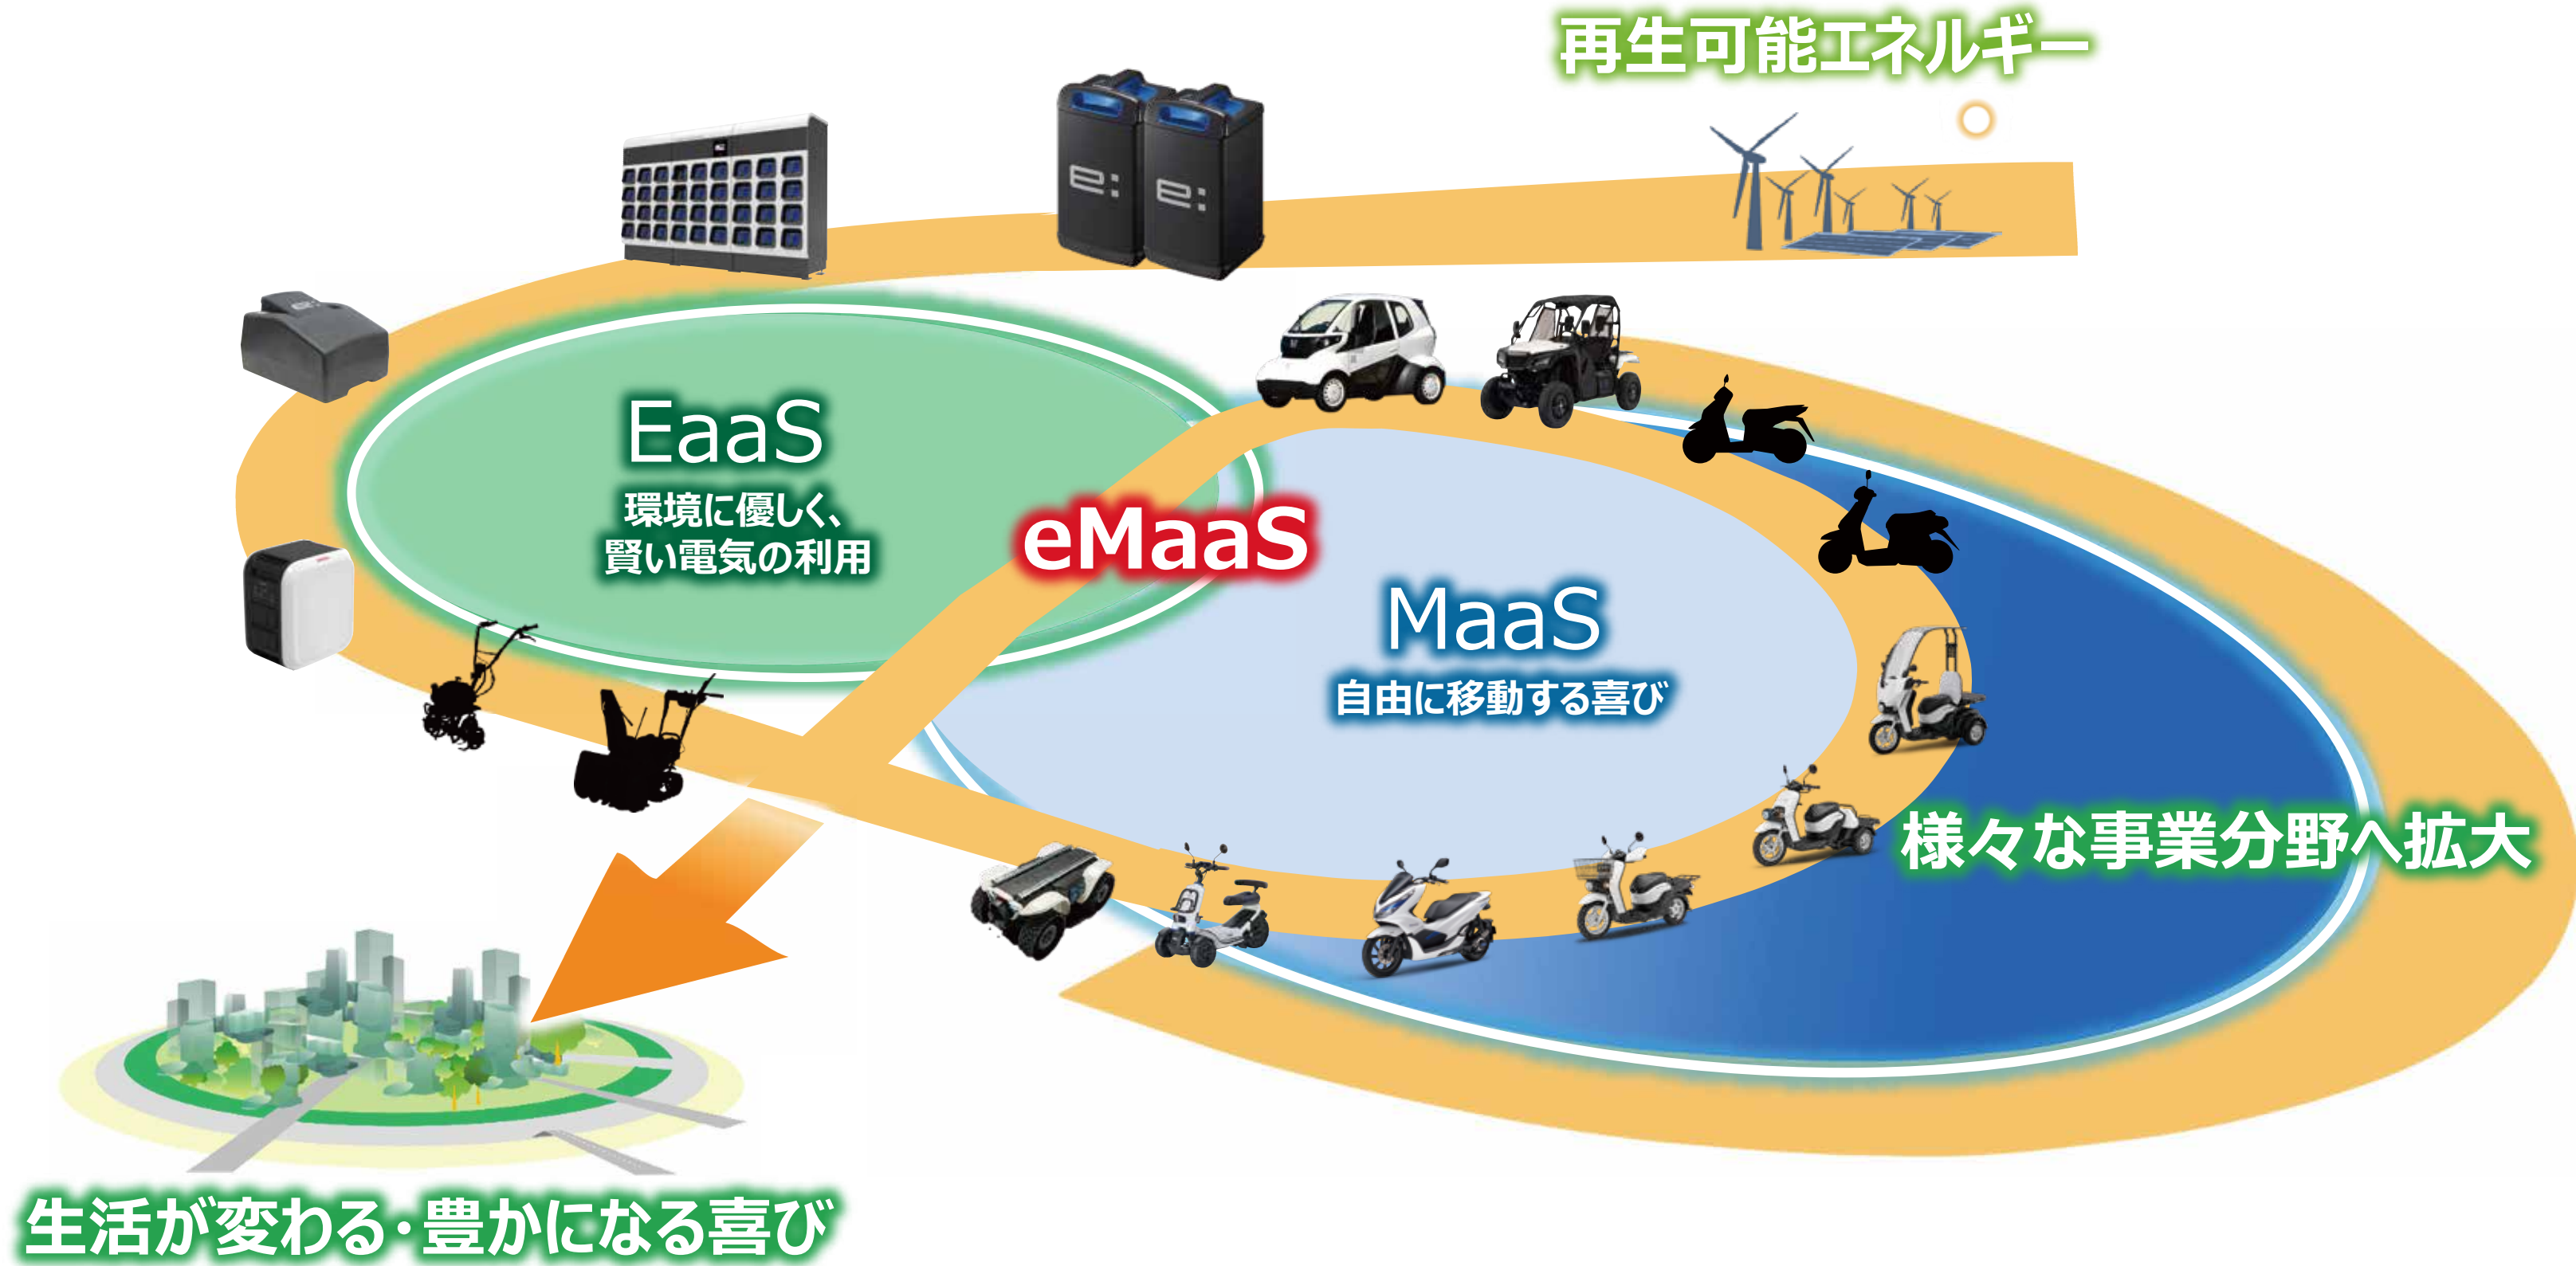 再生可能エネルギー
e:
e:
EaaS
環境に優しく、
賢い電気の利用
eMaaS
MaaS
自由に移動する喜び
様々な事業分野へ拡大
生活が変わる・豊かになる喜び